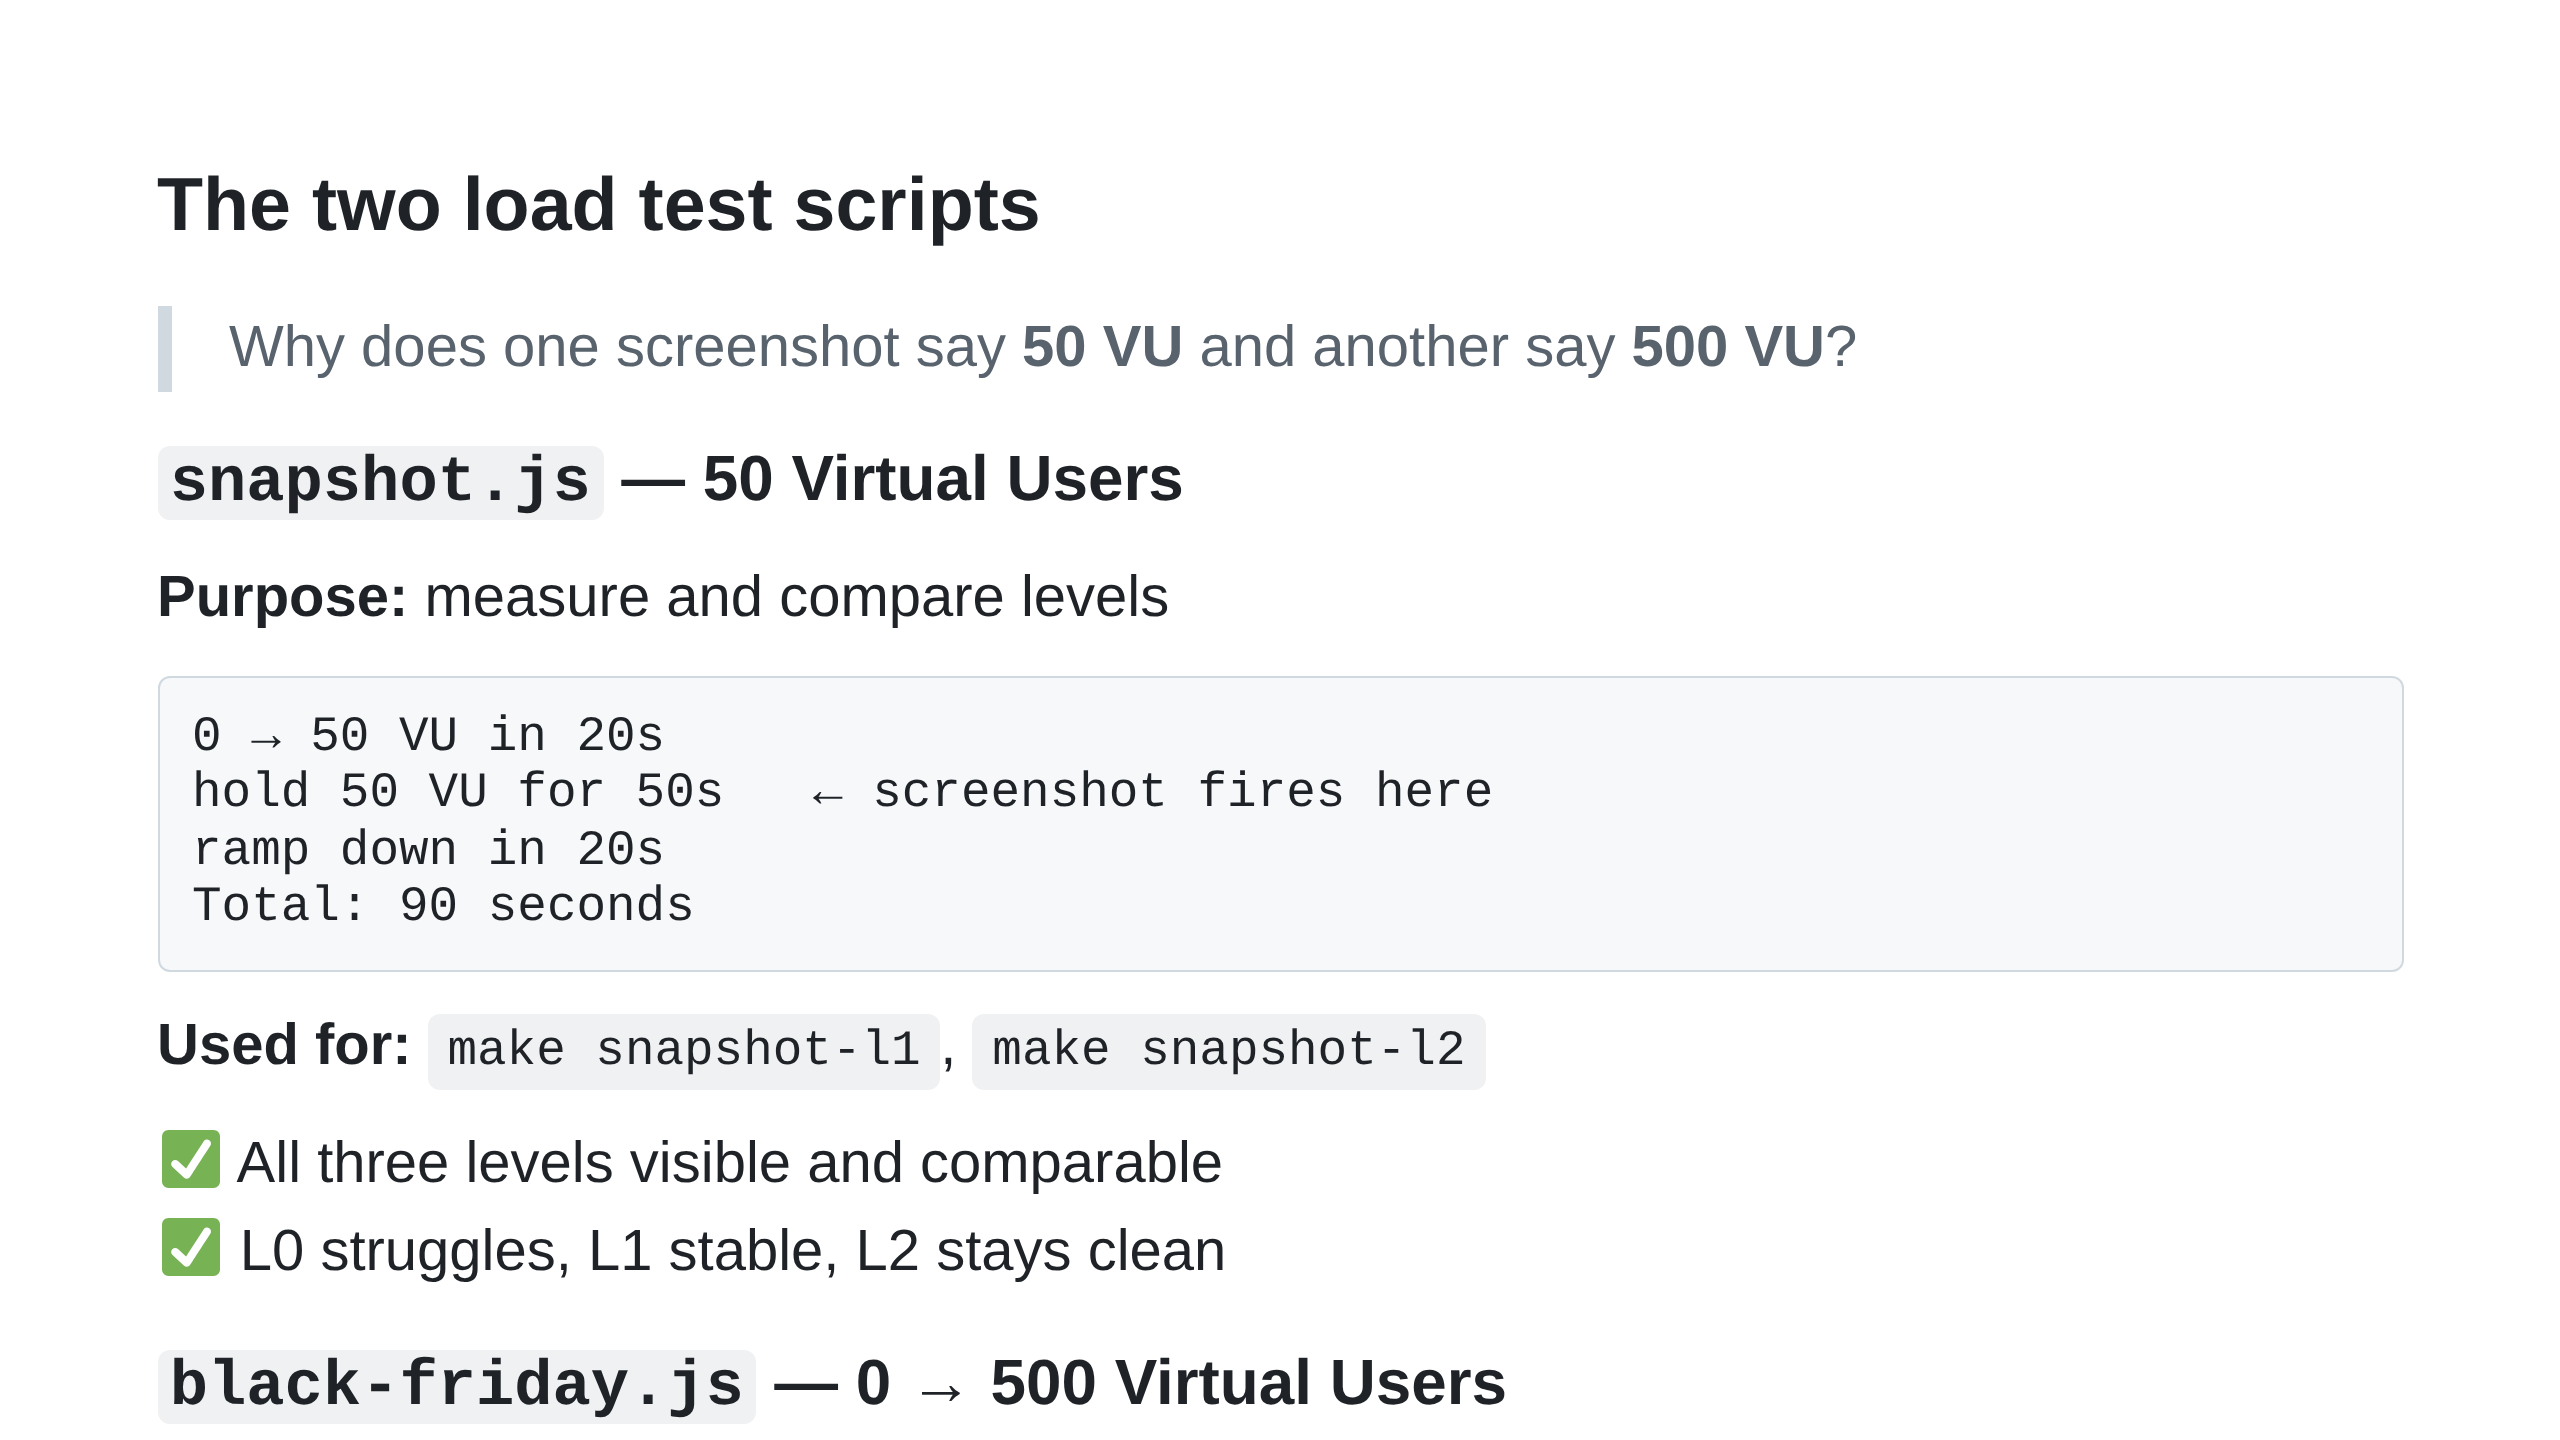 The two load test scripts
Why does one screenshot say 50 VU and another say 500 VU?
snapshot.js — 50 Virtual Users
Purpose: measure and compare levels
0 → 50 VU in 20s
hold 50 VU for 50s   ← screenshot fires here
ramp down in 20s
Total: 90 seconds
Used for: make snapshot-l1, make snapshot-l2
✅ All three levels visible and comparable
✅ L0 struggles, L1 stable, L2 stays clean
black-friday.js — 0 → 500 Virtual Users